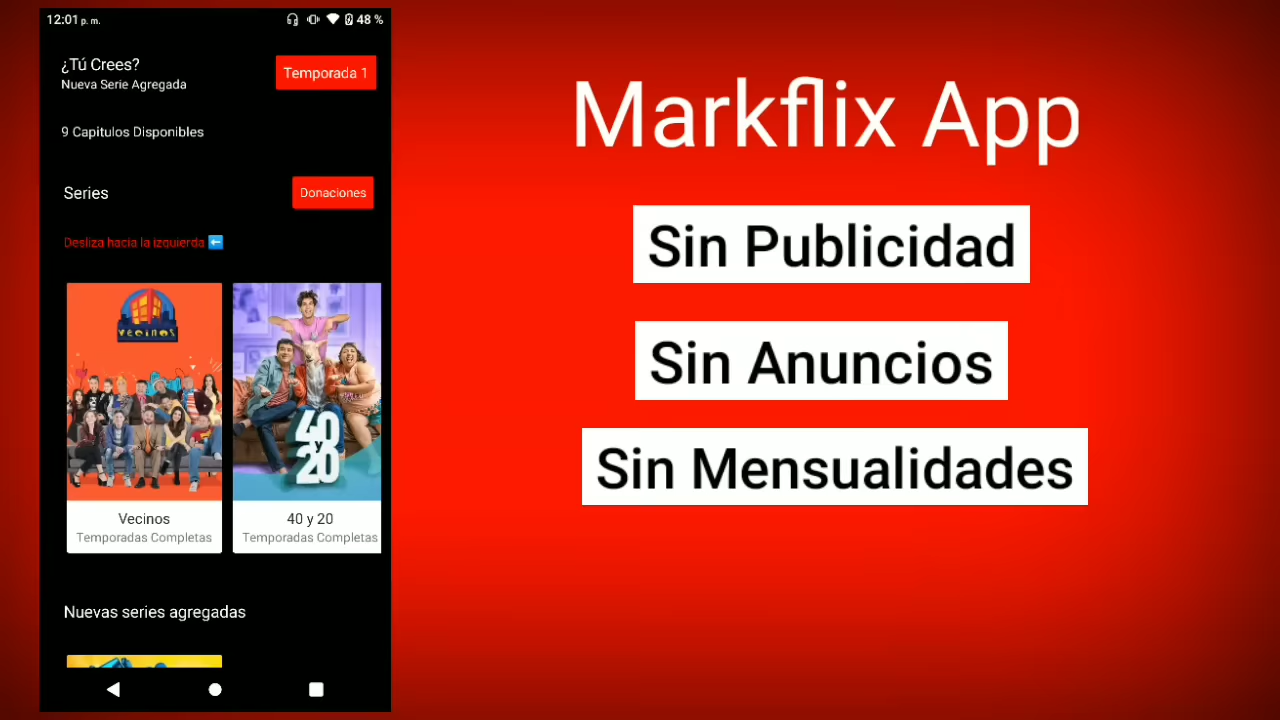 12:01 p. m.
48 %
¿Tú Crees?
Nueva Serie Agregada
Temporada 1
9 Capitulos Disponibles
Series
Donaciones
Desliza hacia la izquierda
VECINOS
40
y
20
Vecinos
Temporadas Completas
40 y 20
Temporadas Completas
Nuevas series agregadas
Markflix App
Sin Publicidad
Sin Anuncios
Sin Mensualidades